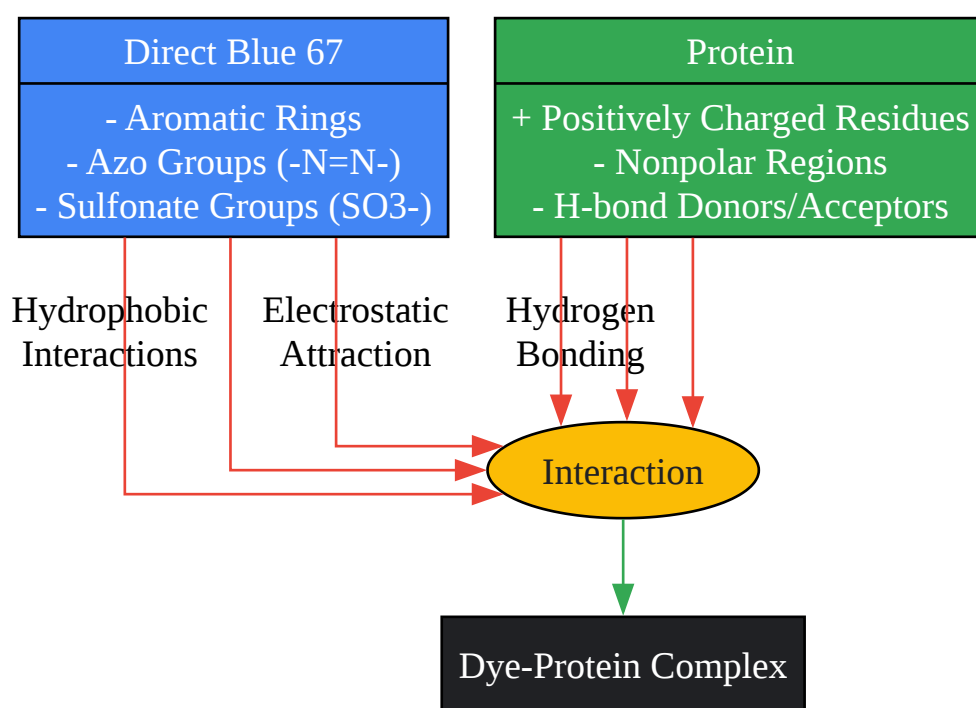 Direct Blue 67
- Aromatic Rings
- Azo Groups (-N=N-)
- Sulfonate Groups (SO3-)
Protein
+ Positively Charged Residues
- Nonpolar Regions
- H-bond Donors/Acceptors
Hydrophobic
Interactions
Electrostatic
Attraction
Hydrogen
Bonding
Interaction
Dye-Protein Complex